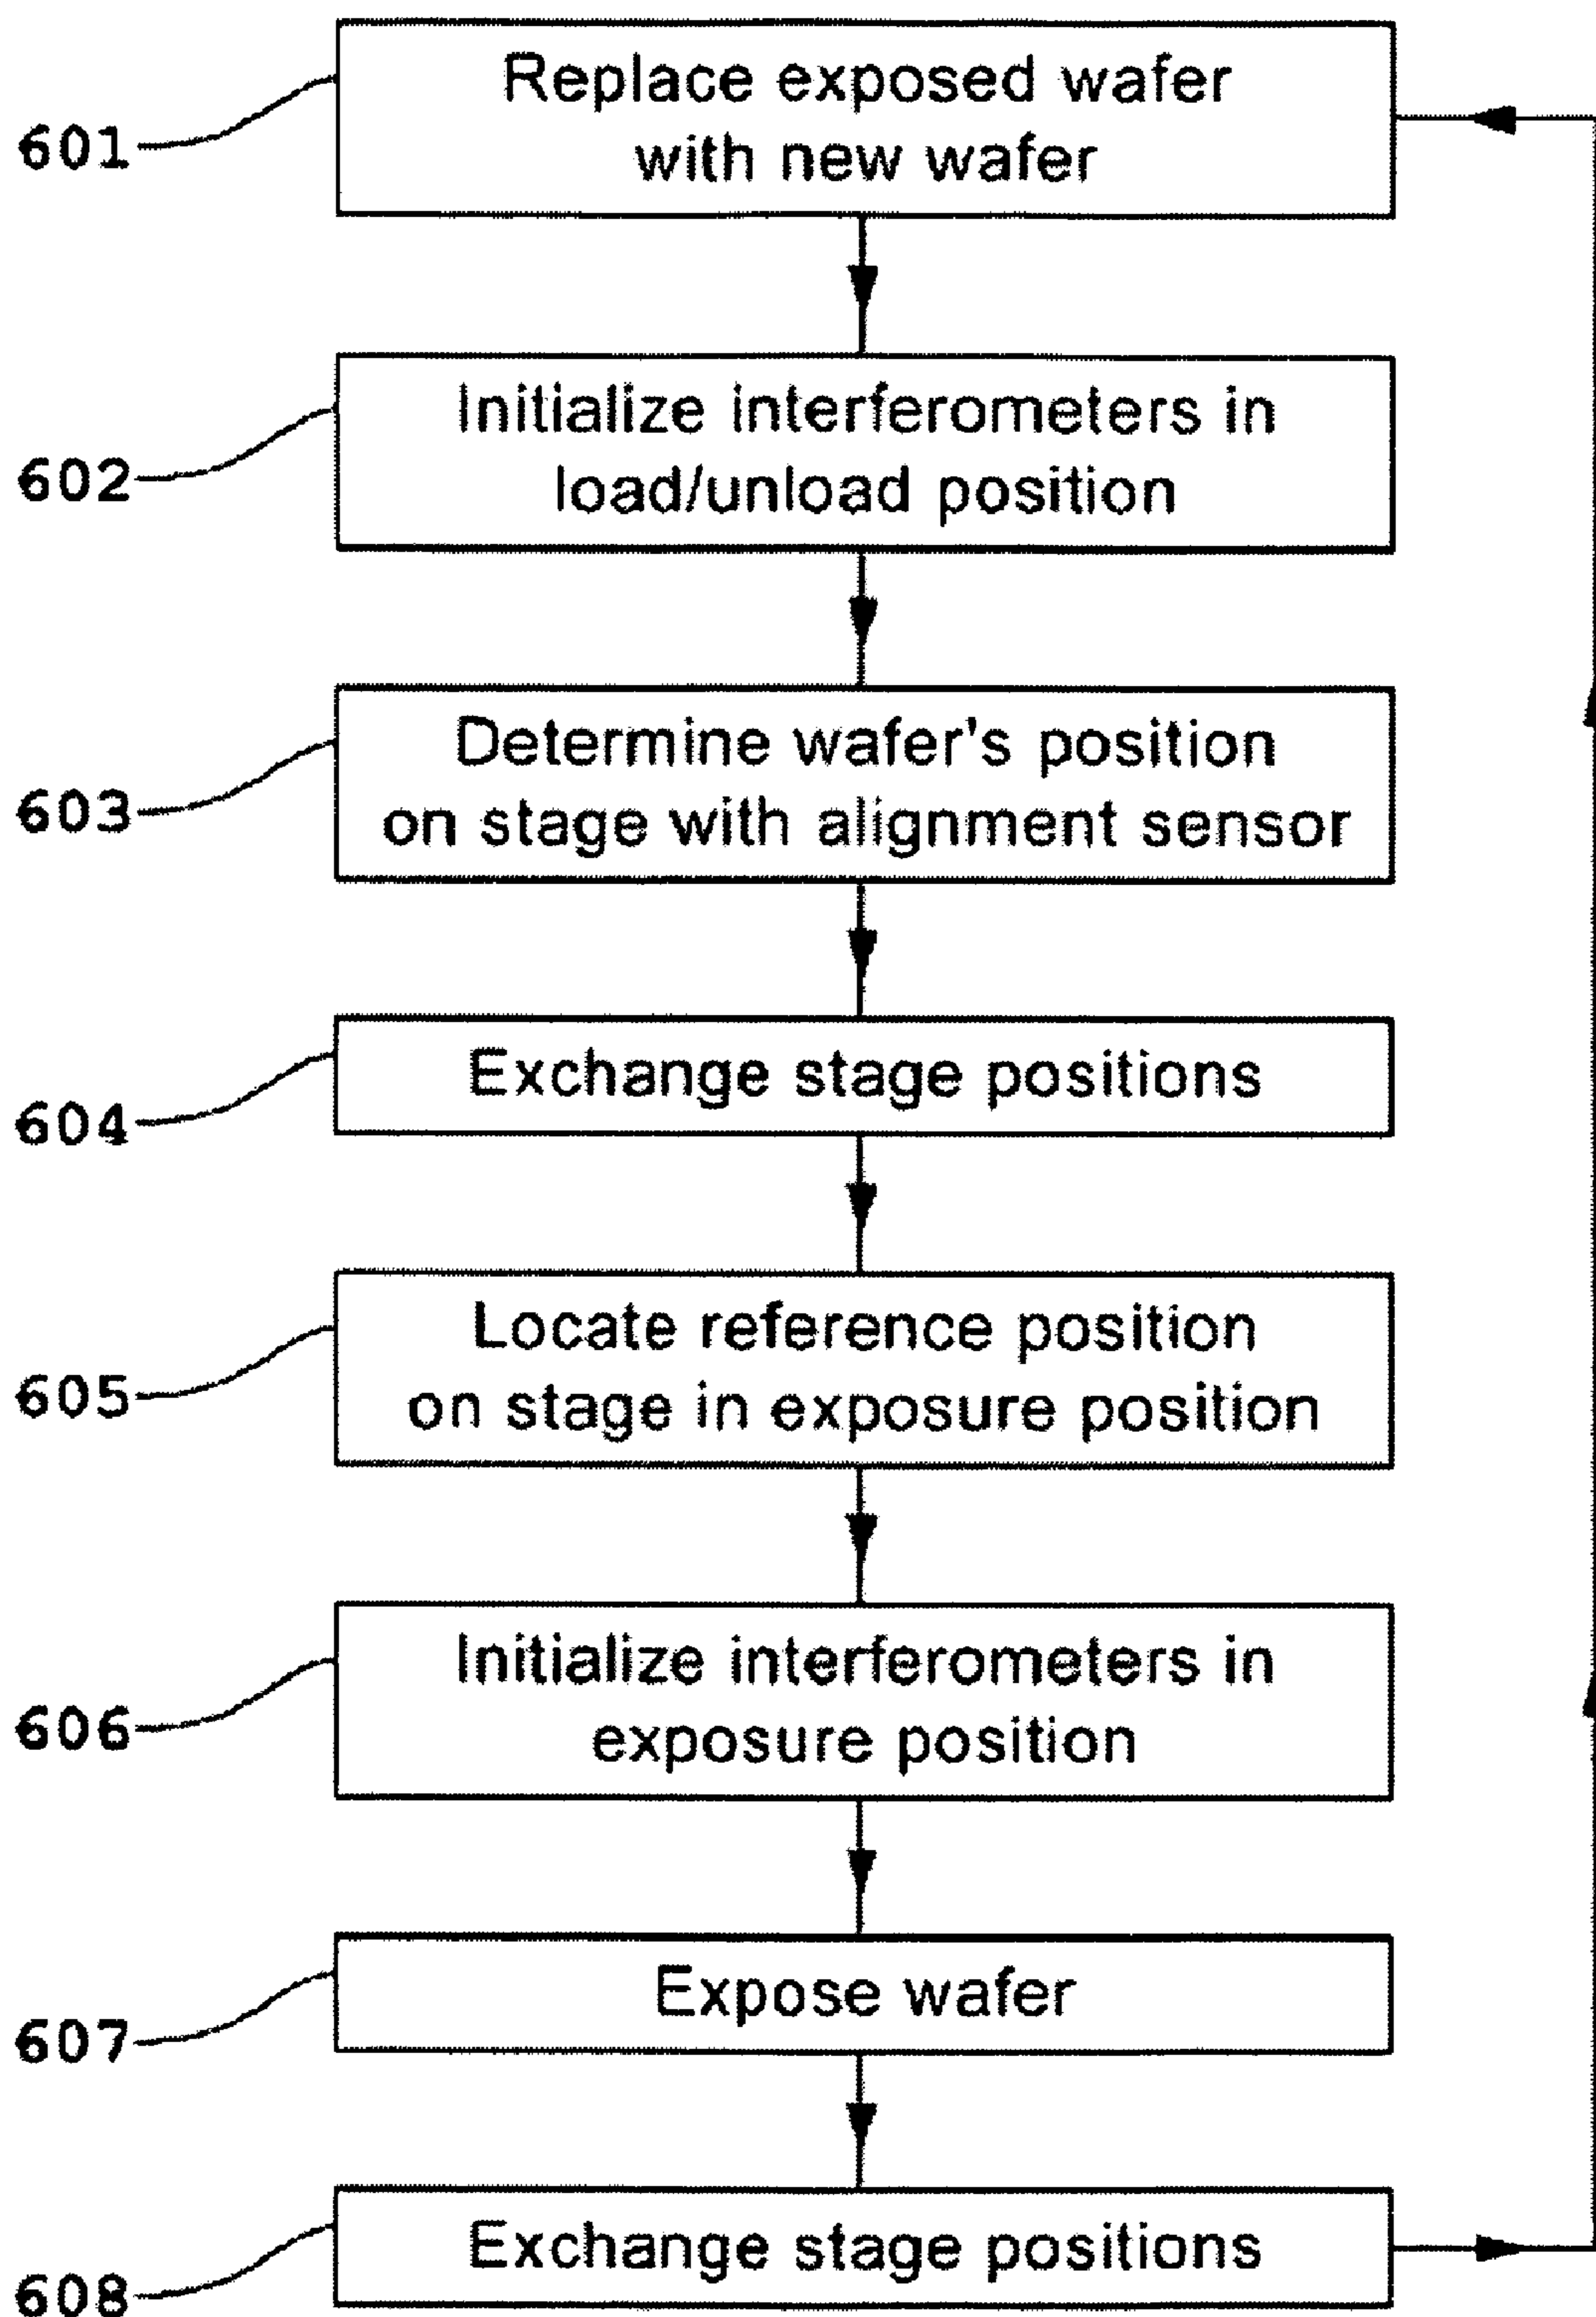 601
Replace exposed wafer
with new wafer
602
Initialize interferometers in
load/unload position
603
Determine wafer's position
on stage with alignment sensor
604
Exchange stage positions
605
Locate reference position
on stage in exposure position
606
Initialize interferometers in
exposure position
607
Expose wafer
608
Exchange stage positions